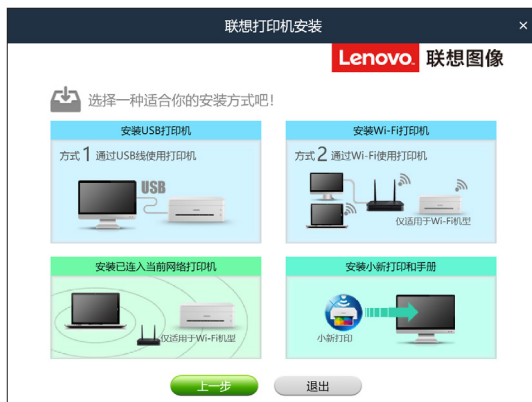 联想打印机安装
×
Lenovo. 联想图像
选择一种适合你的安装方式吧!
安装USB打印机
方式 1 通过USB线使用打印机
USB
安装Wi-Fi打印机
方式 2 通过Wi-Fi使用打印机
仅适用于Wi-Fi机型
安装已连入当前网络打印机
仅适用于Wi-Fi机型
安装小新打印和手册
小新打印
上一步
退出